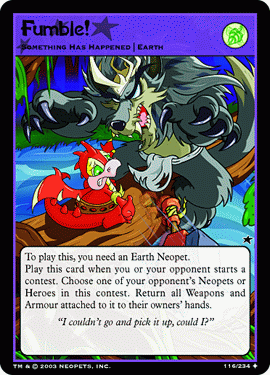 Fumble!
Something Has Happened | Earth
To play this, you need an Earth Neopet.
Play this card when you or your opponent starts a
contest. Choose one of your opponent's Neopets or
Heroes in this contest. Return all Weapons and
Armour attached to it to their owners' hands.
"I couldn't go and pick it up, could I?"
TM & © 2003 NEOPETS, INC.
116/234